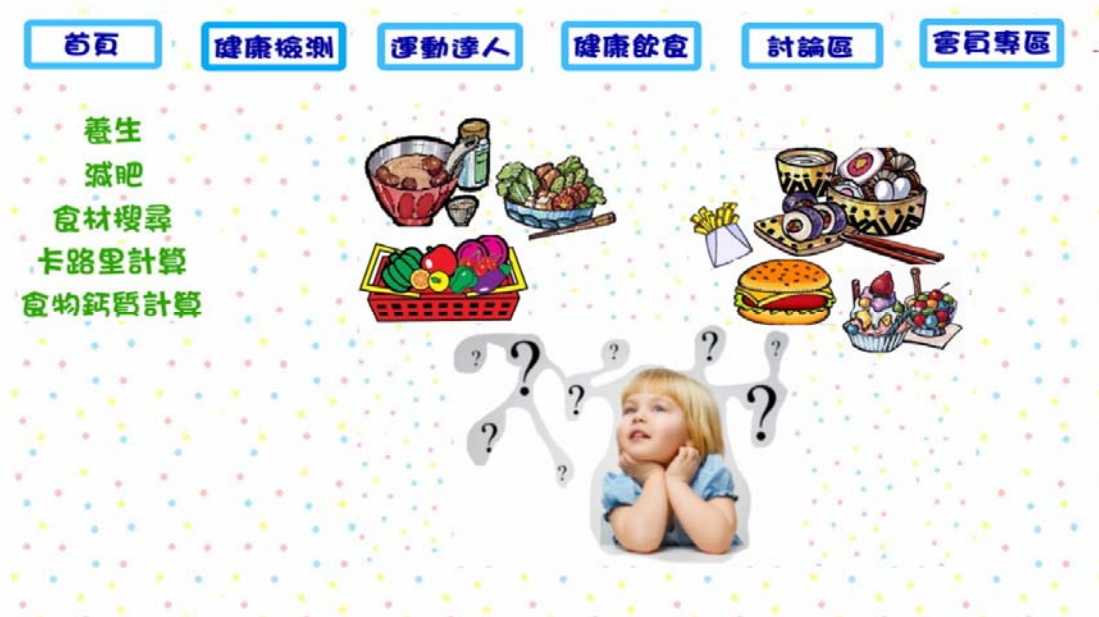 首頁
健康檢測
運動達人
健康飲食
討論區
會員專區
養生
減肥
食材搜尋
卡路里計算
食物鈣質計算
?
?
?
?
?
?
?
?
?